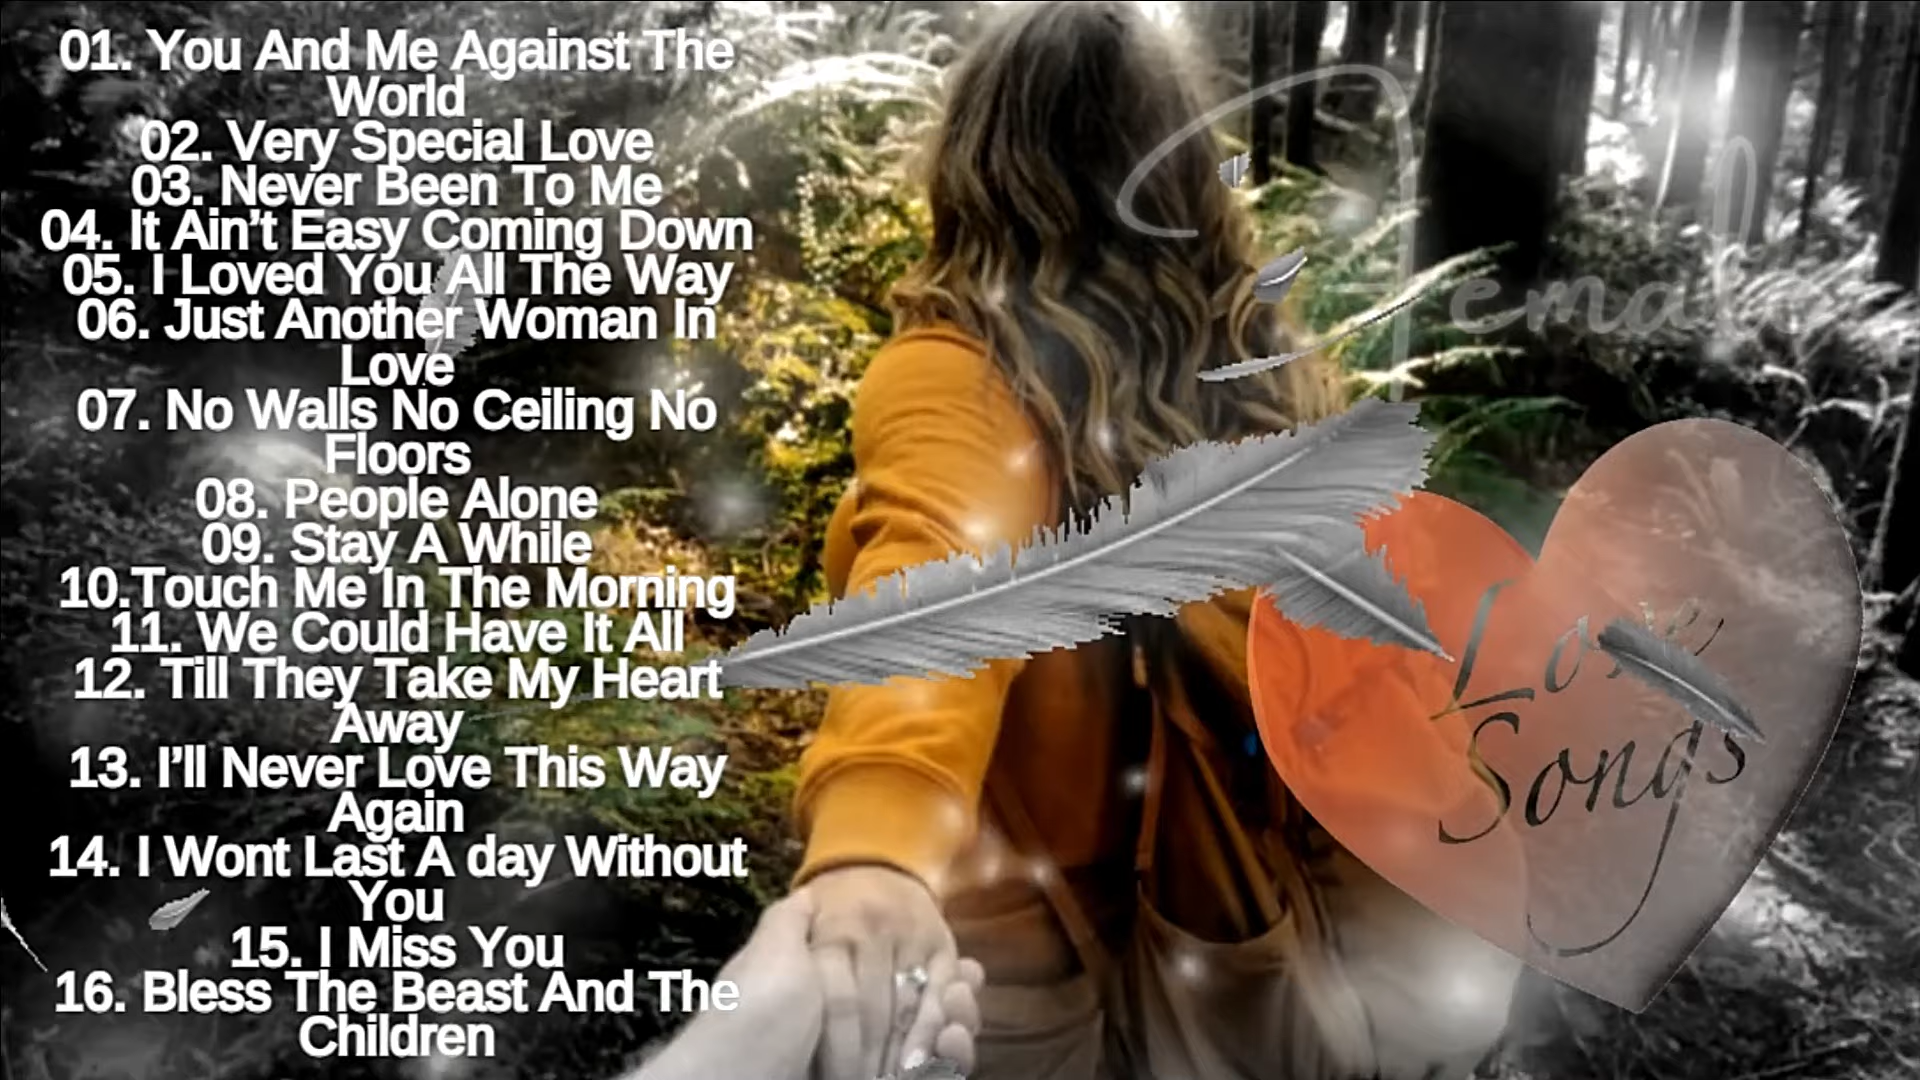 01. You And Me Against The
World
02. Very Special Love
03. Never Been To Me
04. It Ain’t Easy Coming Down
05. I Loved You All The Way
06. Just Another Woman In
Love
07. No Walls No Ceiling No
Floors
08. People Alone
09. Stay A While
10.Touch Me In The Morning
11. We Could Have It All
12. Till They Take My Heart
Away
13. I’ll Never Love This Way
Again
14. I Wont Last A day Without
You
15. I Miss You
16. Bless The Beast And The
Children
Female
Love
Songs